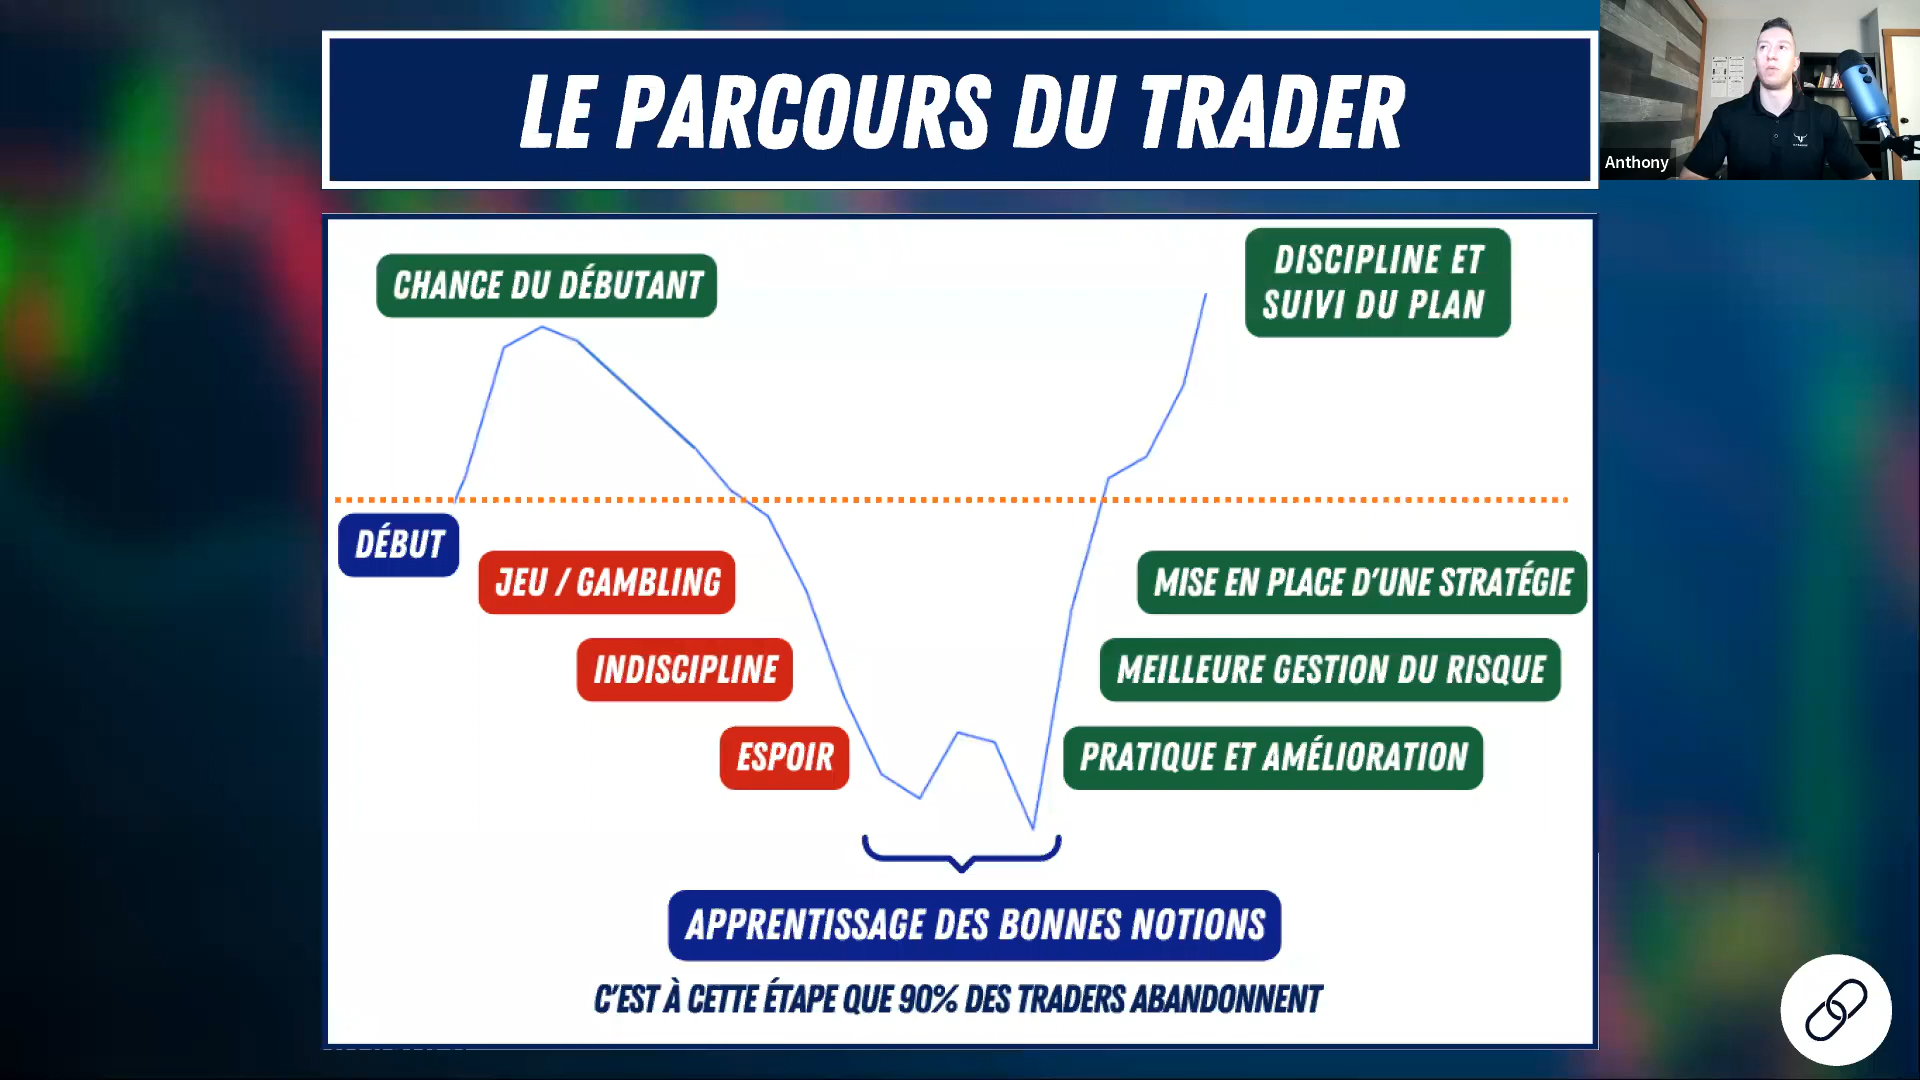 LE PARCOURS DU TRADER
Anthony
CHANCE DU DÉBUTANT
DISCIPLINE ET
SUIVI DU PLAN
DÉBUT
JEU / GAMBLING
MISE EN PLACE D'UNE STRATÉGIE
INDISCIPLINE
MEILLEURE GESTION DU RISQUE
ESPOIR
PRATIQUE ET AMÉLIORATION
APPRENTISSAGE DES BONNES NOTIONS
C'EST À CETTE ÉTAPE QUE 90% DES TRADERS ABANDONNENT